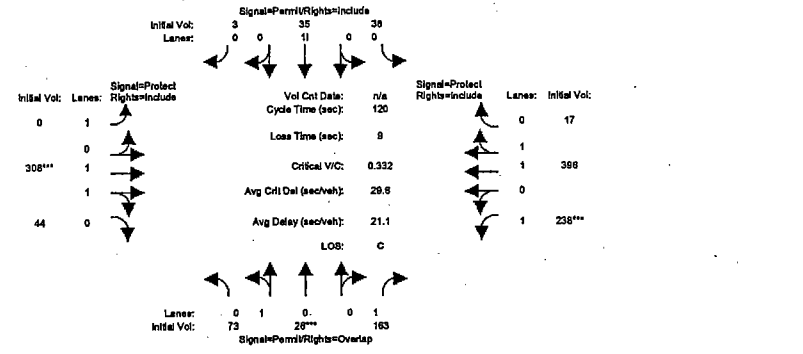 Signal=Permit/Rights=Include
Initial Vol: 3 35 38
Lanes: 0 0 1! 0 0
Signal=Protect
Rights=Include
Initial Vol: Lanes:
0 1
0
308*** 1
1
44 0
Vol Cnt Date: n/a
Cycle Time (sec): 120
Loss Time (sec): 9
Critical V/C: 0.332
Avg Crit Del (sec/veh): 29.6
Avg Delay (sec/veh): 21.1
LOS: C
Signal=Protect
Rights=Include
Lanes: Initial Vol:
0 17
1
1 396
0
1 238***
Lanes: 0 1 0 0 1
Initial Vol: 73 26*** 163
Signal=Permit/Rights=Overlap